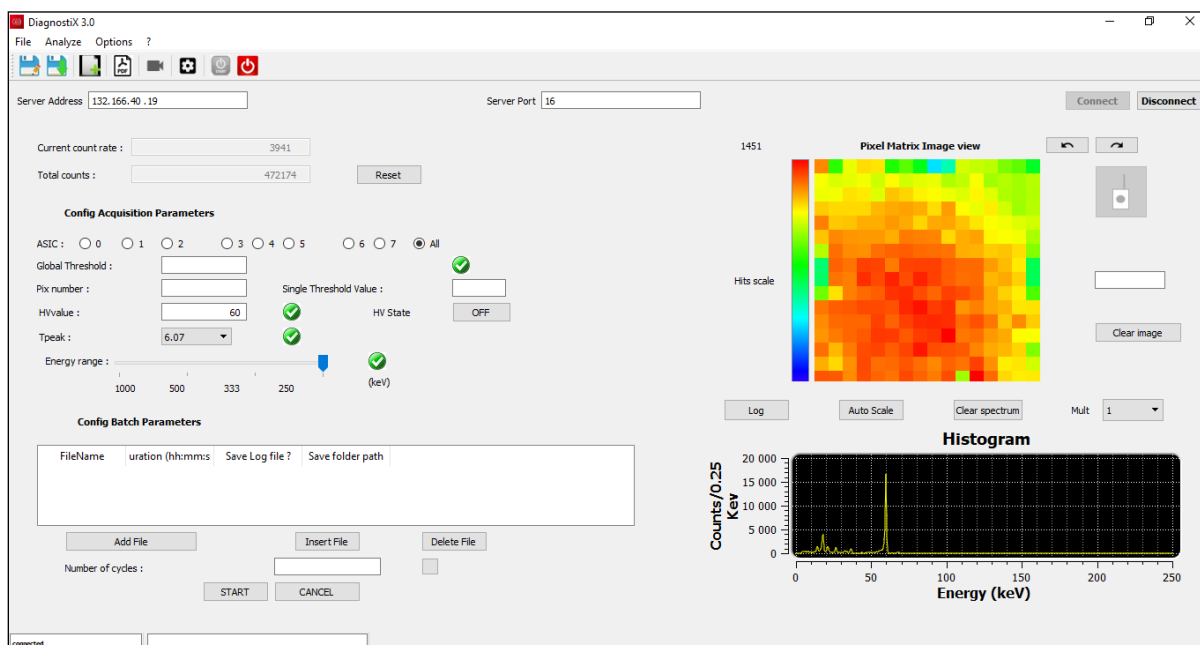 DiagnostiX 3.0
File Analyze Options ?
PDF
Server Address 132.166.40 .19 Server Port 16 Connect Disconnect
Current count rate : 3941
Total counts : 472174 Reset
Config Acquisition Parameters
ASIC : 0 1 2 3 4 5 6 7 All
Global Threshold :
Pix number : Single Threshold Value :
HVvalue : 60 HV State OFF
Tpeak : 6.07
Energy range :
1000 500 333 250 (keV)
Config Batch Parameters
FileName uration (hh:mm:s Save Log file ? Save folder path
Add File Insert File Delete File
Number of cycles :
START CANCEL
connected
1451 Pixel Matrix Image view
Hits scale
Clear image
Log Auto Scale Clear spectrum Mult 1
Histogram
Counts/0.25
Kev
20 000
15 000
10 000
5 000
0
0 50 100 150 200 250
Energy (keV)